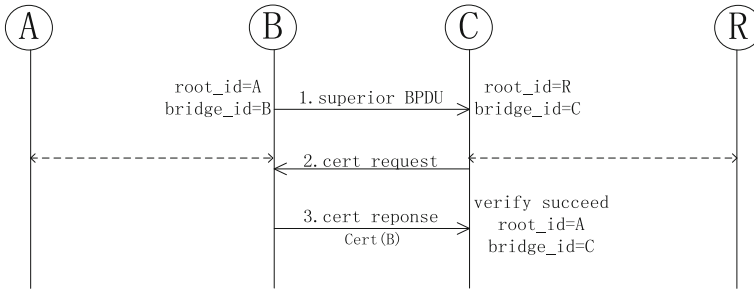 A B C R
root_id=A
bridge_id=B
1.superior BPDU
root_id=R
bridge_id=C
2.cert request
3.cert reponse
Cert(B)
verify succeed
root_id=A
bridge_id=C